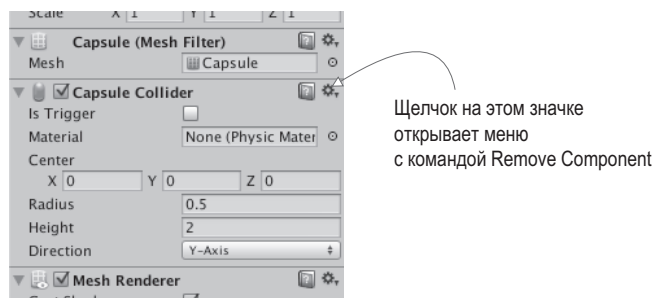 Scale X 1 Y 1 Z 1
Capsule (Mesh Filter)
Mesh Capsule
Capsule Collider
Is Trigger
Material None (Physic Mater
Center
X 0 Y 0 Z 0
Radius 0.5
Height 2
Direction Y-Axis
Mesh Renderer
Щелчок на этом значке
открывает меню
с командой Remove Component